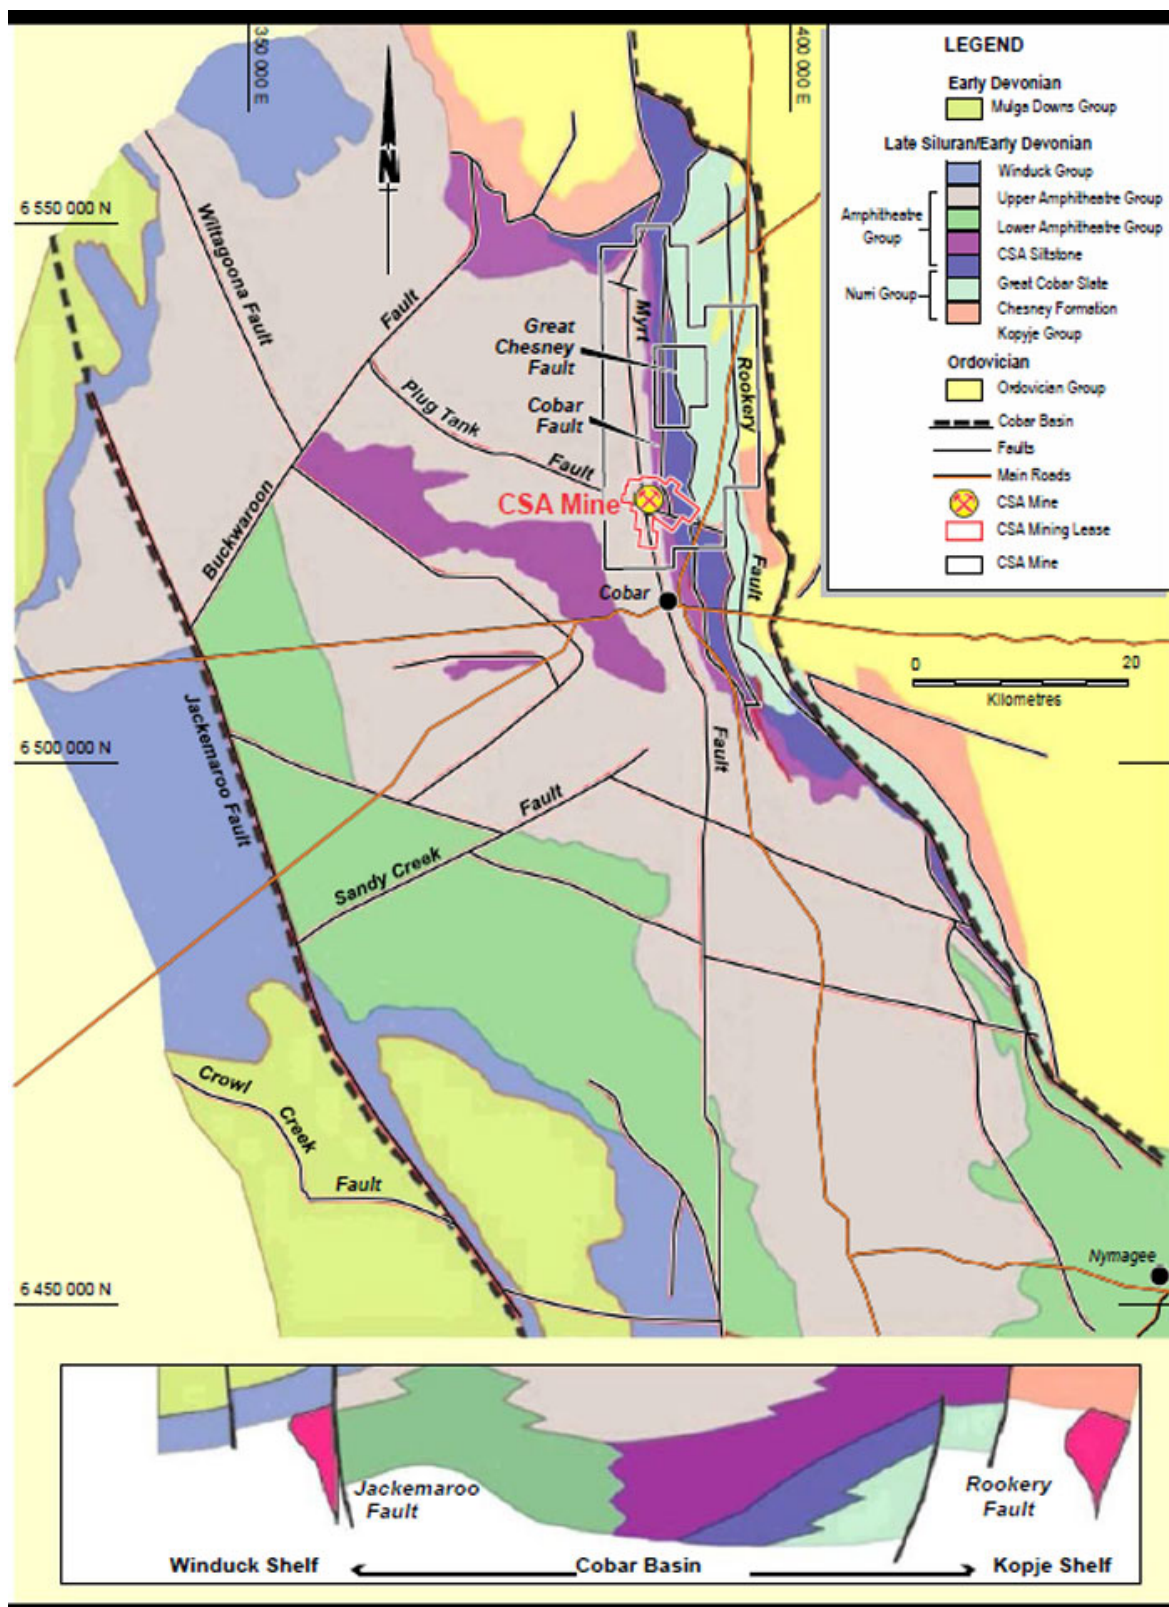 350 000 E
400 000 E
N
6 550 000 N
6 500 000 N
6 450 000 N
Wiltagoona Fault
Buckwaroon
Fault
Plug Tank
Fault
Great
Chesney
Fault
Cobar
Fault
Myrt
Fault
Rookery
Fault
CSA Mine
Cobar
Jackemaroo Fault
Sandy Creek
Fault
Crowl
Creek
Fault
Nymagee
LEGEND
Early Devonian
Mulga Downs Group
Late Siluran/Early Devonian
Winduck Group
Upper Amphitheatre Group
Amphitheatre
Group
Lower Amphitheatre Group
CSA Siltstone
Nurri Group
Great Cobar Slate
Chesney Formation
Kopyje Group
Ordovician
Ordovician Group
Cobar Basin
Faults
Main Roads
CSA Mine
CSA Mining Lease
CSA Mine
0 20
Kilometres
Jackemaroo
Fault
Rookery
Fault
Winduck Shelf
Cobar Basin
Kopje Shelf